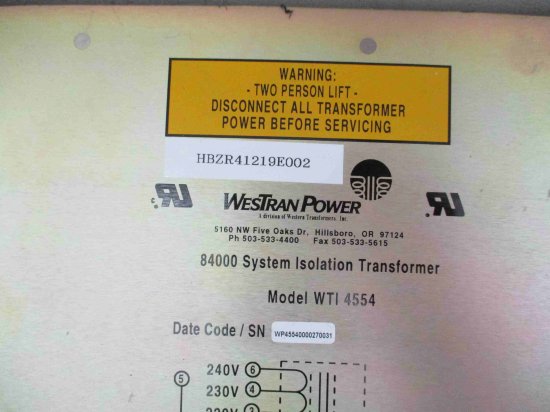 WARNING:
- TWO PERSON LIFT -
DISCONNECT ALL TRANSFORMER
POWER BEFORE SERVICING
HBZR41219E002
WESTRAN POWER
A division of Western Transformers, Inc.
5160 NW Five Oaks Dr, Hillsboro, OR 97124
Ph 503-533-4400 Fax 503-533-5615
84000 System Isolation Transformer
Model WTI 4554
Date Code / SN WP45540000270031
240V 6
5 230V 4